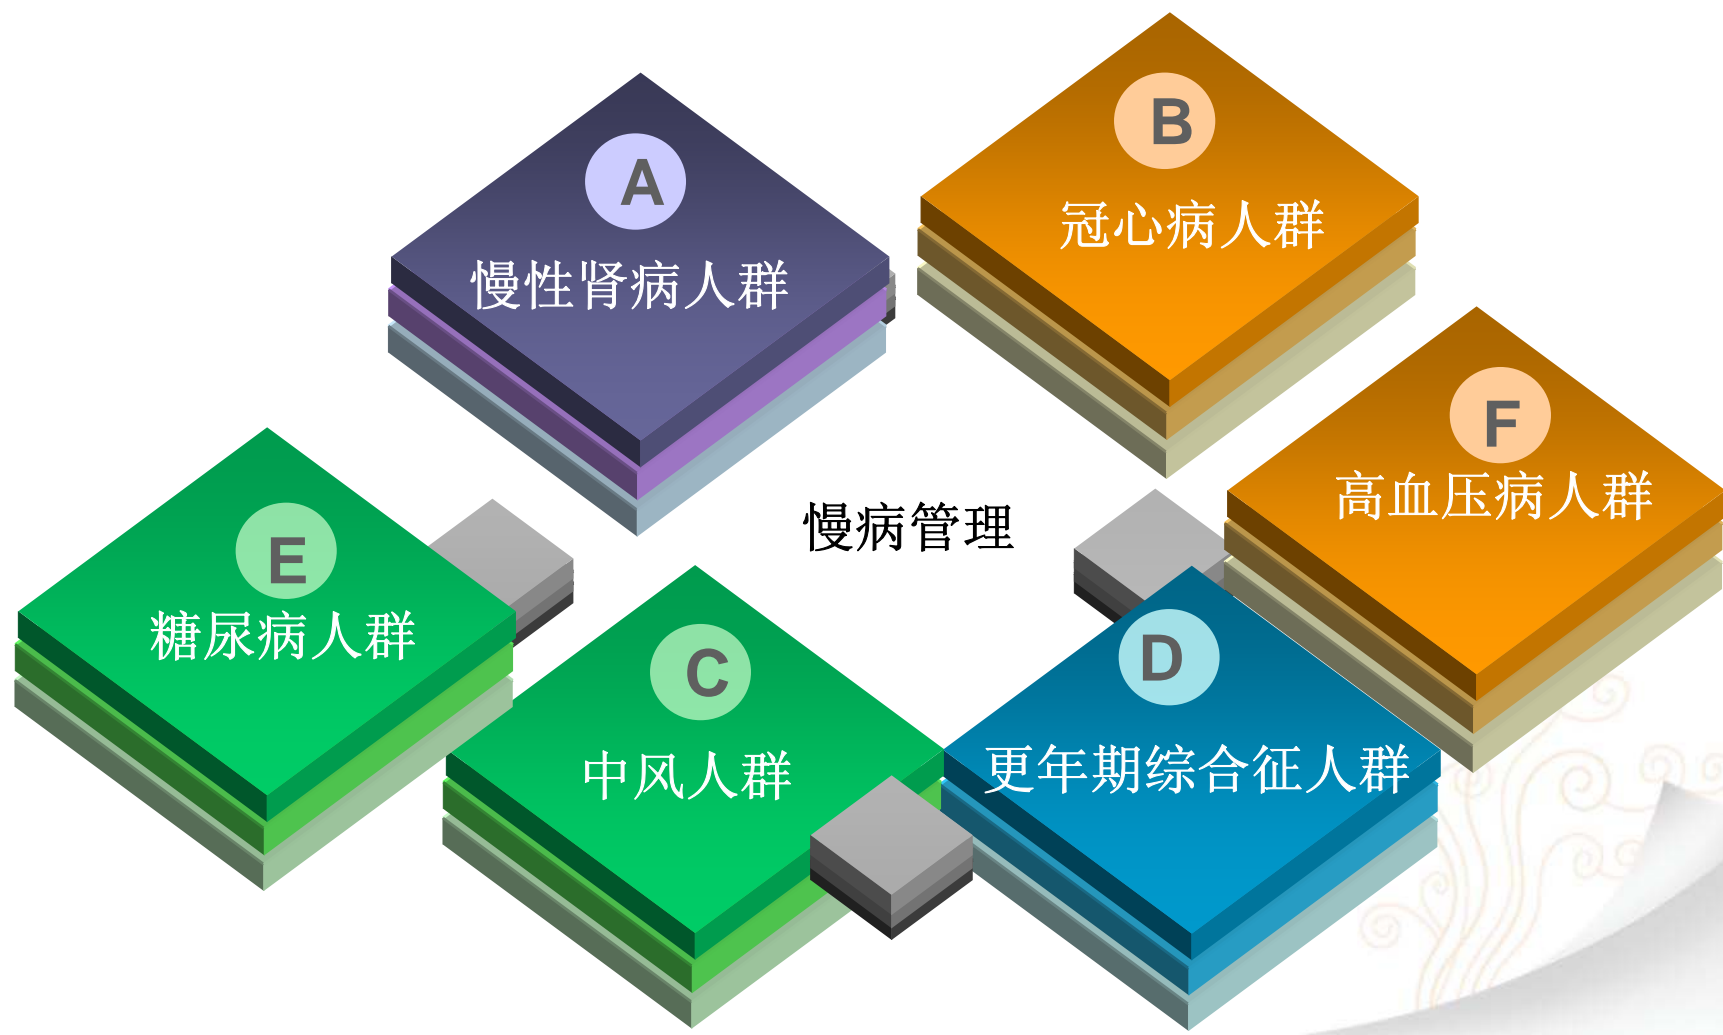 A
慢性肾病人群
B
冠心病人群
F
高血压病人群
慢病管理
E
糖尿病人群
C
中风人群
D
更年期综合征人群